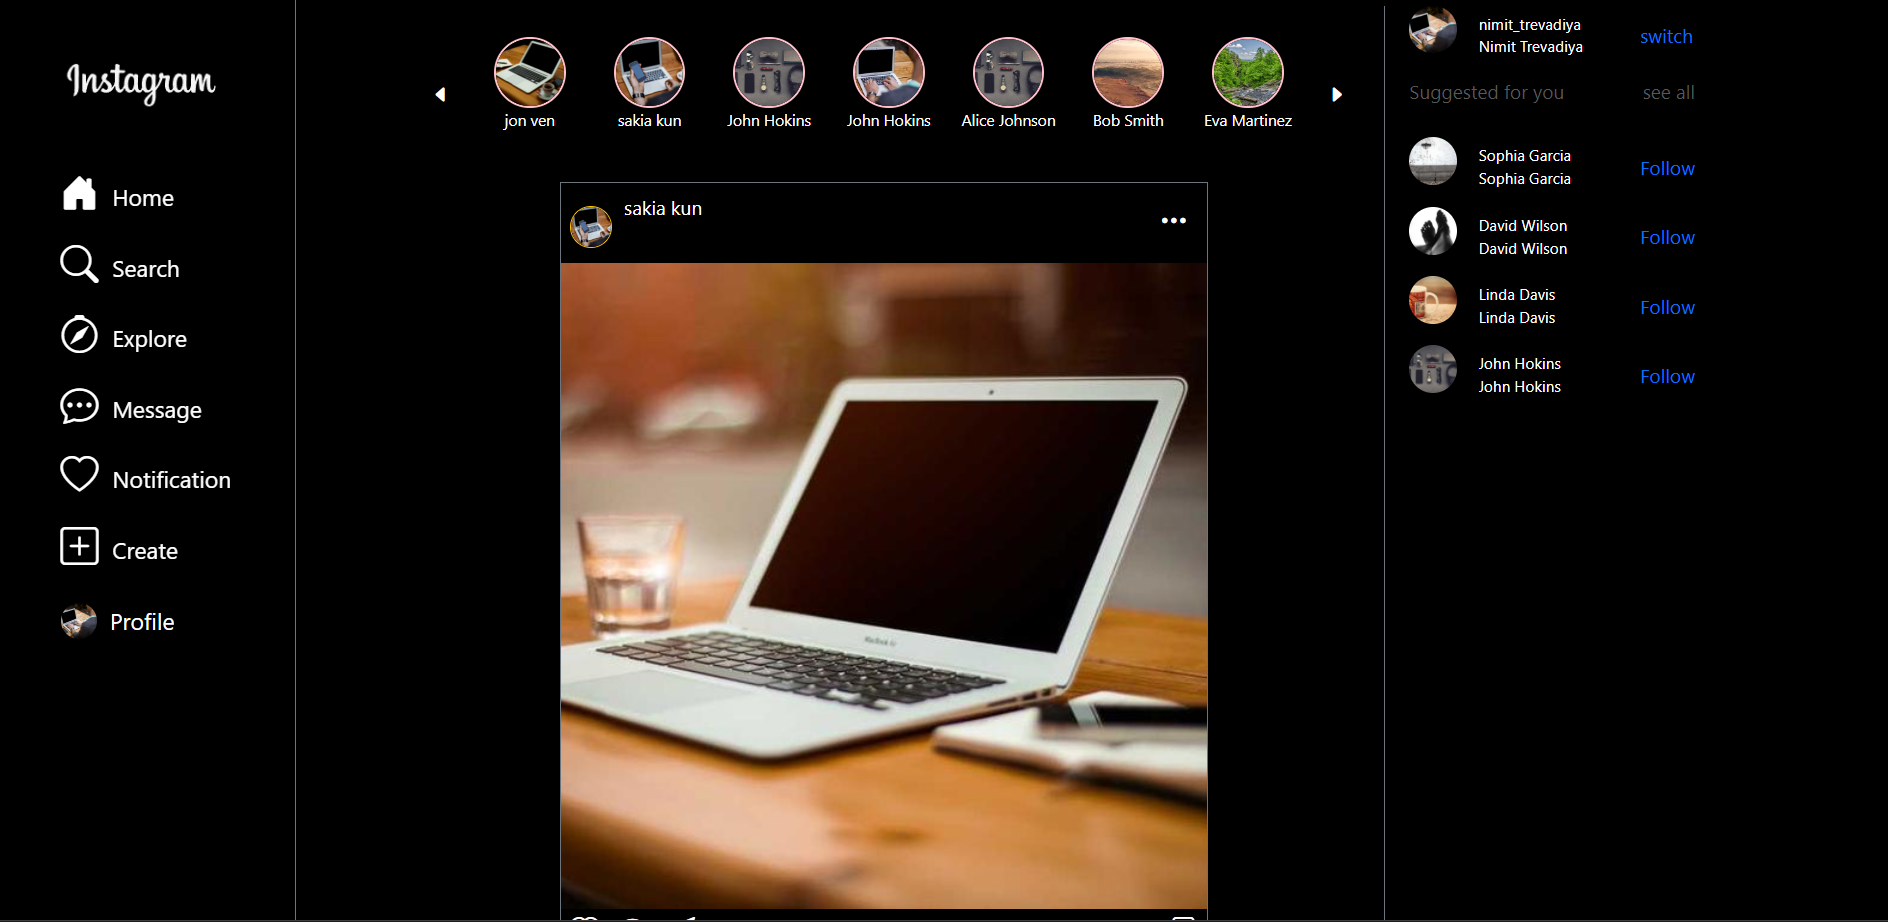 Instagram
Home
Search
Explore
Message
Notification
Create
Profile
jon ven
sakia kun
John Hokins
John Hokins
Alice Johnson
Bob Smith
Eva Martinez
sakia kun
MacBook Air
nimit_trevadiya
Nimit Trevadiya
switch
Suggested for you
see all
Sophia Garcia
Sophia Garcia
Follow
David Wilson
David Wilson
Follow
Linda Davis
Linda Davis
Follow
John Hokins
John Hokins
Follow